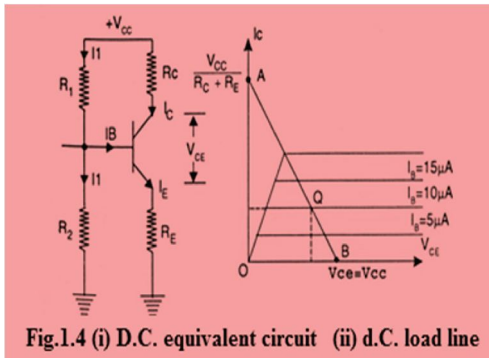 +VCC
I1
R1
Rc
IC
IB
VCE
I1
IE
R2
RE
Ic
VCC
RC + RE
A
IB=15μA
IB=10μA
Q
IB=5μA
VCE
O
B
Vce=Vcc
Fig.1.4 (i) D.C. equivalent circuit (ii) d.C. load line